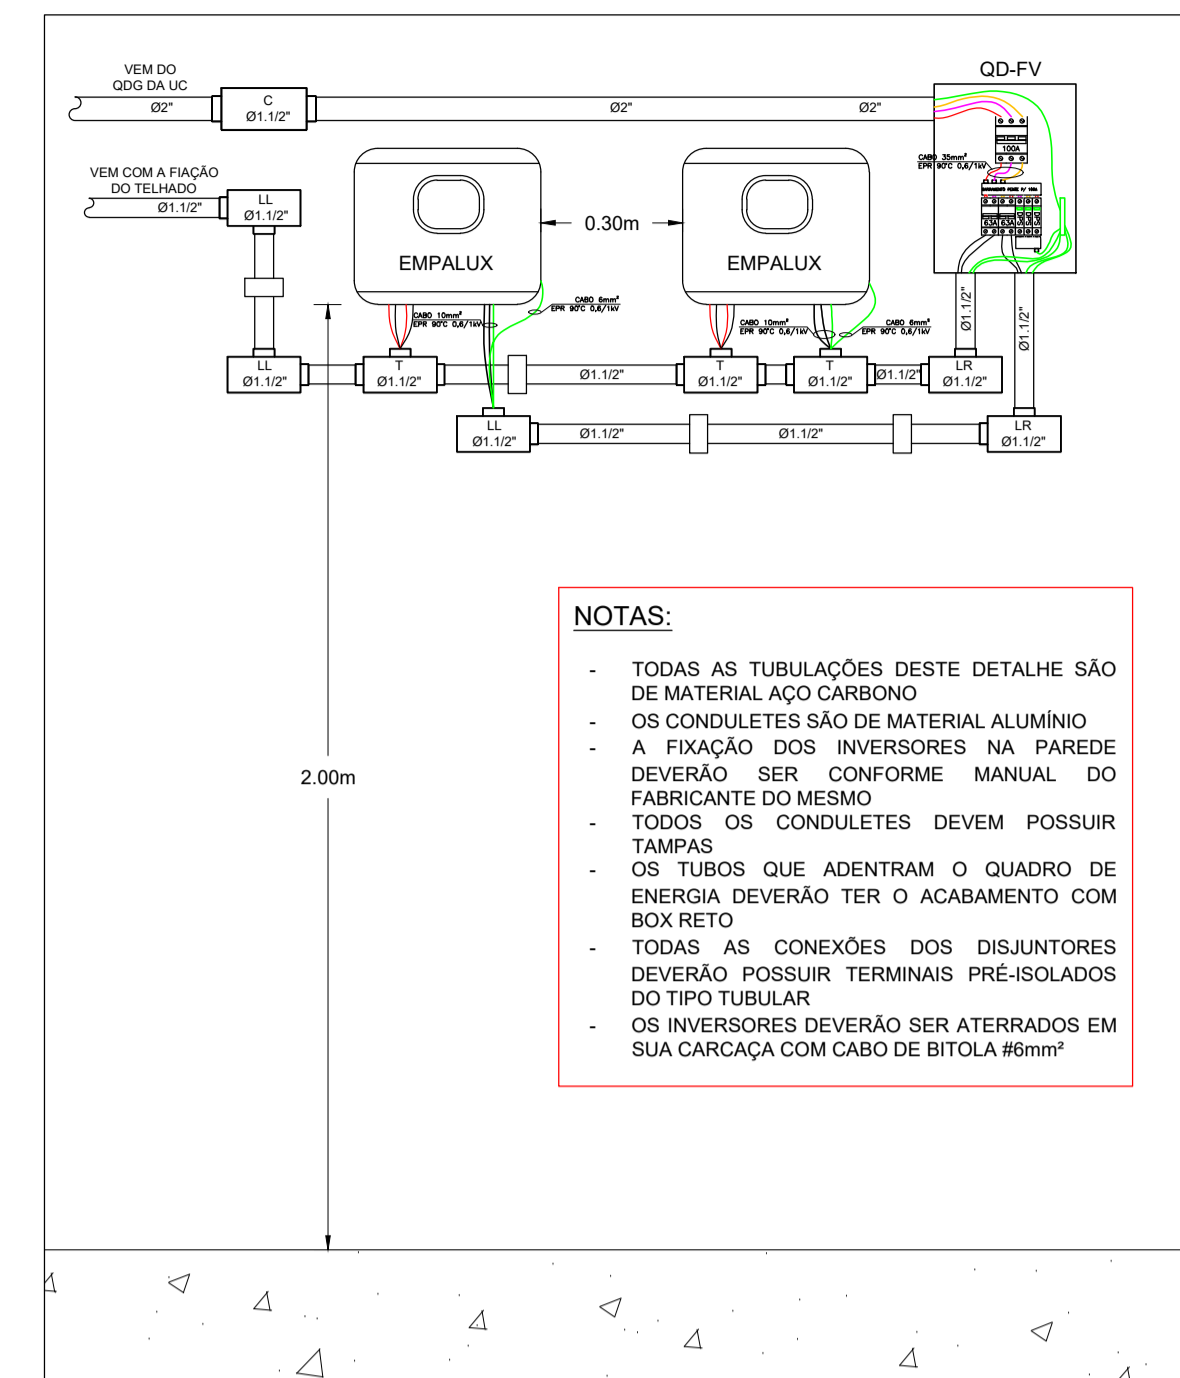 VEM DO
QDG DA UC
Ø2"
C
Ø1.1/2"
Ø2"
Ø2"
QD-FV
100A
CABO 35mm²
EPR 90°C 0,6/1kV
BARRAMENTO PENTE P/ 100A
63A
63A
DPS
DPS
DPS
VEM COM A FIAÇÃO
DO TELHADO
Ø1.1/2"
LL
Ø1.1/2"
EMPALUX
0.30m
EMPALUX
CABO 10mm²
EPR 90°C 0,6/1kV
CABO 6mm²
EPR 90°C 0,6/1kV
CABO 10mm²
EPR 90°C 0,6/1kV
CABO 6mm²
EPR 90°C 0,6/1kV
Ø1.1/2"
Ø1.1/2"
LL
Ø1.1/2"
T
Ø1.1/2"
Ø1.1/2"
T
Ø1.1/2"
T
Ø1.1/2"
Ø1.1/2"
LR
Ø1.1/2"
LL
Ø1.1/2"
Ø1.1/2"
Ø1.1/2"
LR
Ø1.1/2"
2.00m
NOTAS:
- TODAS AS TUBULAÇÕES DESTE DETALHE SÃO
DE MATERIAL AÇO CARBONO
- OS CONDULETES SÃO DE MATERIAL ALUMÍNIO
- A FIXAÇÃO DOS INVERSORES NA PAREDE
DEVERÃO SER CONFORME MANUAL DO
FABRICANTE DO MESMO
- TODOS OS CONDULETES DEVEM POSSUIR
TAMPAS
- OS TUBOS QUE ADENTRAM O QUADRO DE
ENERGIA DEVERÃO TER O ACABAMENTO COM
BOX RETO
- TODAS AS CONEXÕES DOS DISJUNTORES
DEVERÃO POSSUIR TERMINAIS PRÉ-ISOLADOS
DO TIPO TUBULAR
- OS INVERSORES DEVERÃO SER ATERRADOS EM
SUA CARCAÇA COM CABO DE BITOLA #6mm²